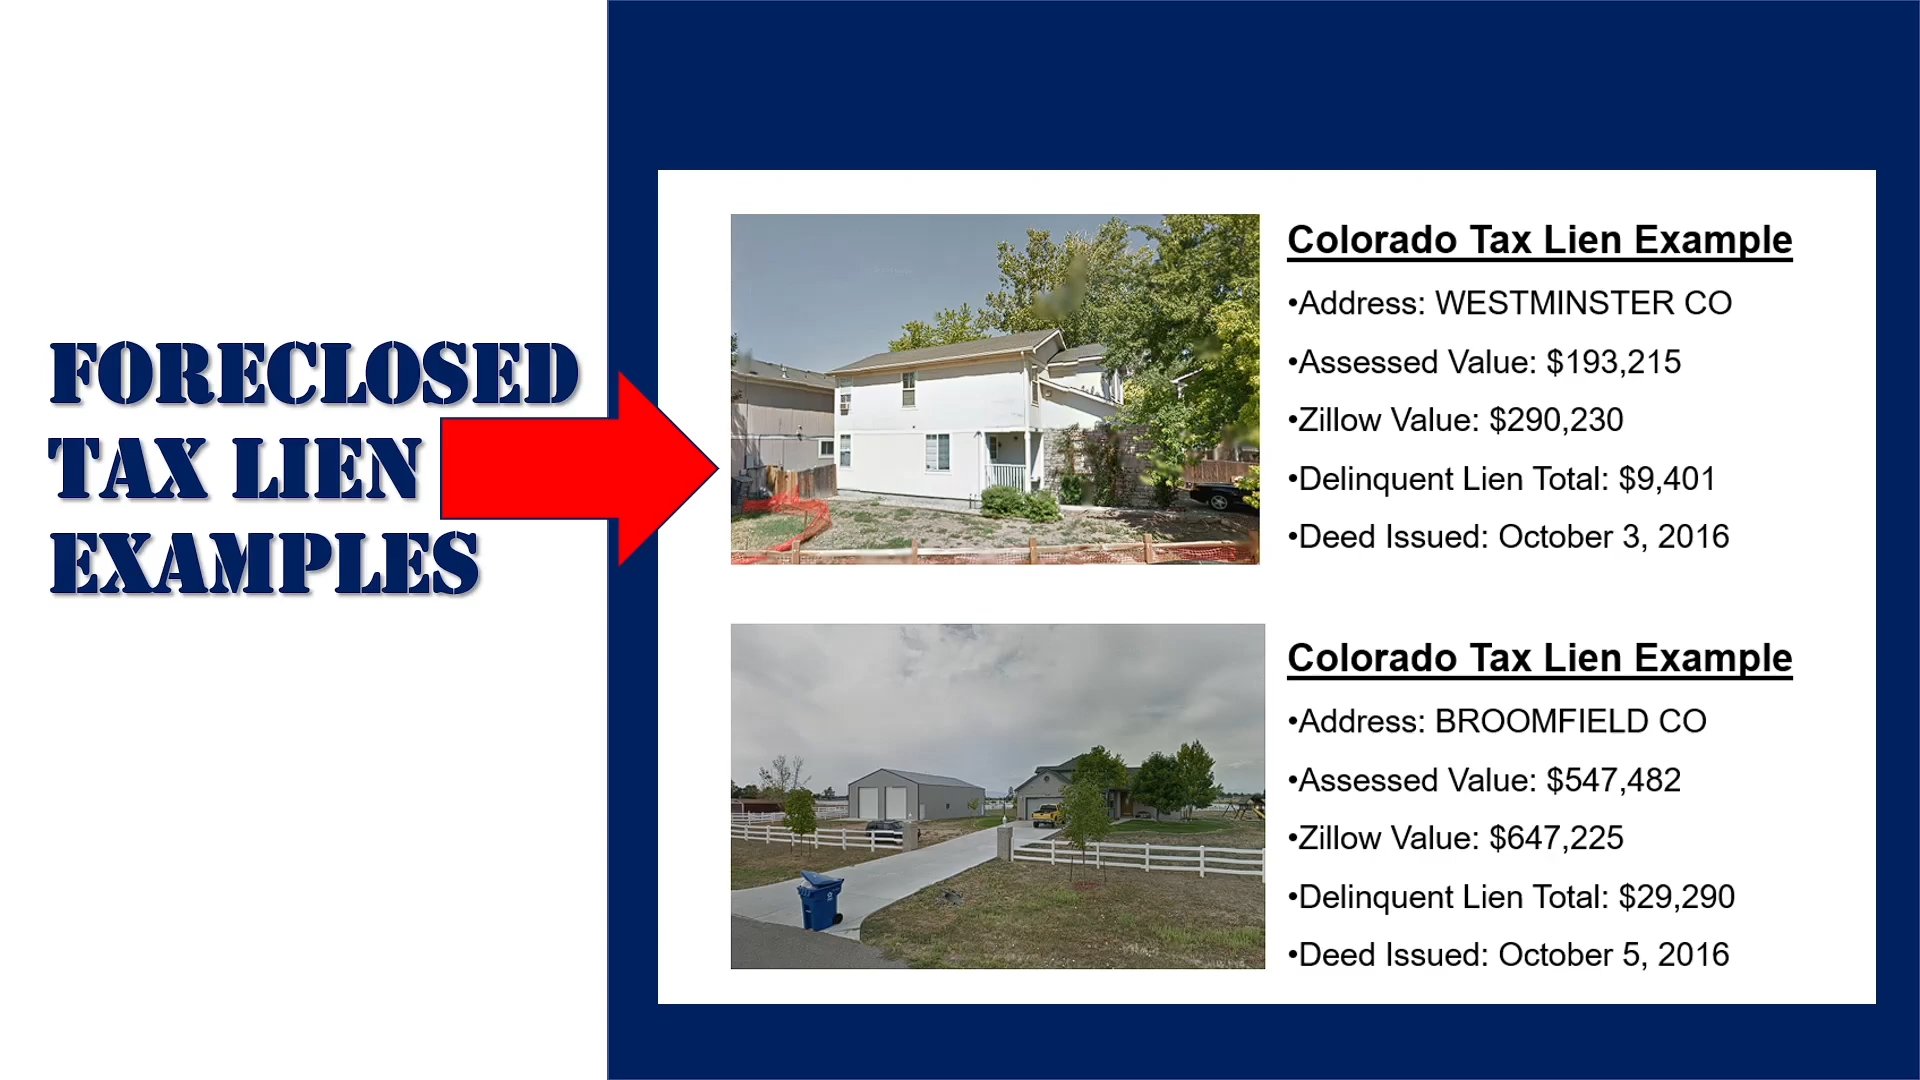 FORECLOSED
TAX LIEN
EXAMPLES
Colorado Tax Lien Example
•Address: WESTMINSTER CO
•Assessed Value: $193,215
•Zillow Value: $290,230
•Delinquent Lien Total: $9,401
•Deed Issued: October 3, 2016
Colorado Tax Lien Example
•Address: BROOMFIELD CO
•Assessed Value: $547,482
•Zillow Value: $647,225
•Delinquent Lien Total: $29,290
•Deed Issued: October 5, 2016